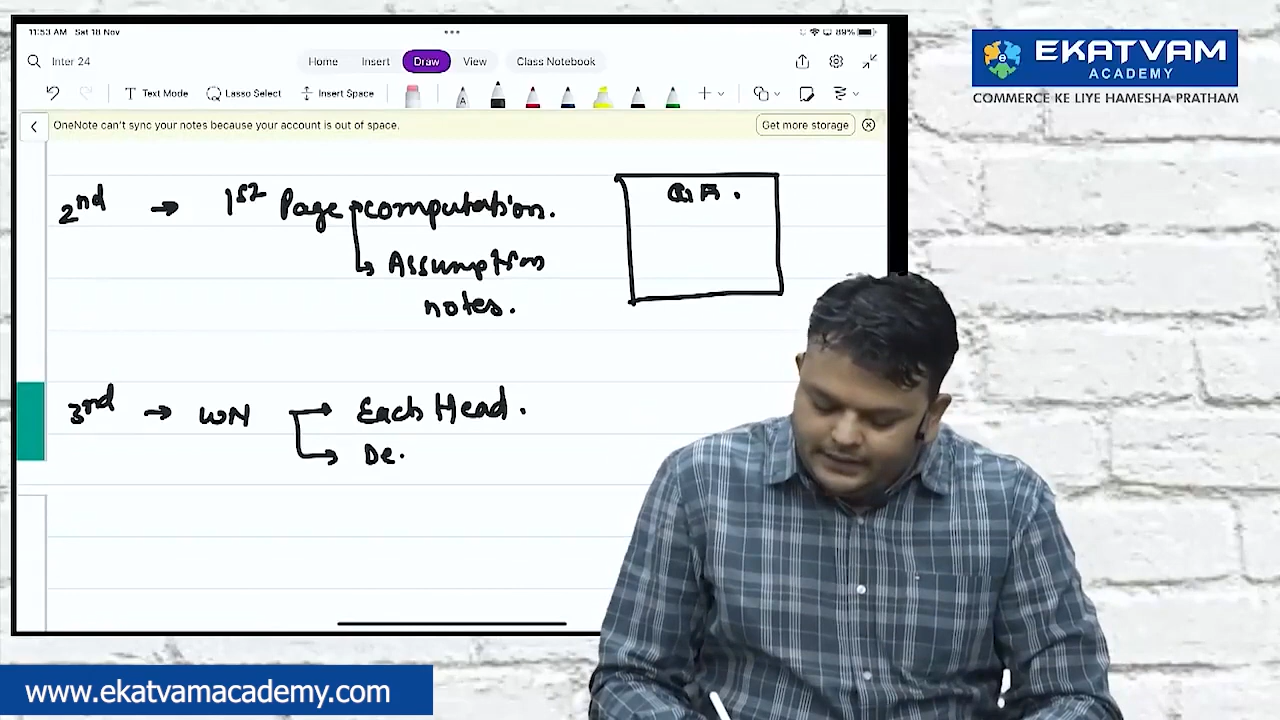 11:53 AM Sat 18 Nov
89%
Inter 24
Home Insert Draw View Class Notebook
Text Mode Lasso Select Insert Space
OneNote can't sync your notes because your account is out of space.
Get more storage
EKATVAM
ACADEMY
COMMERCE KE LIYE HAMESHA PRATHAM
2nd → 1st Page computation.
Assumption
notes.
3nd → WN → Each Head.
De.
www.ekatvamacademy.com